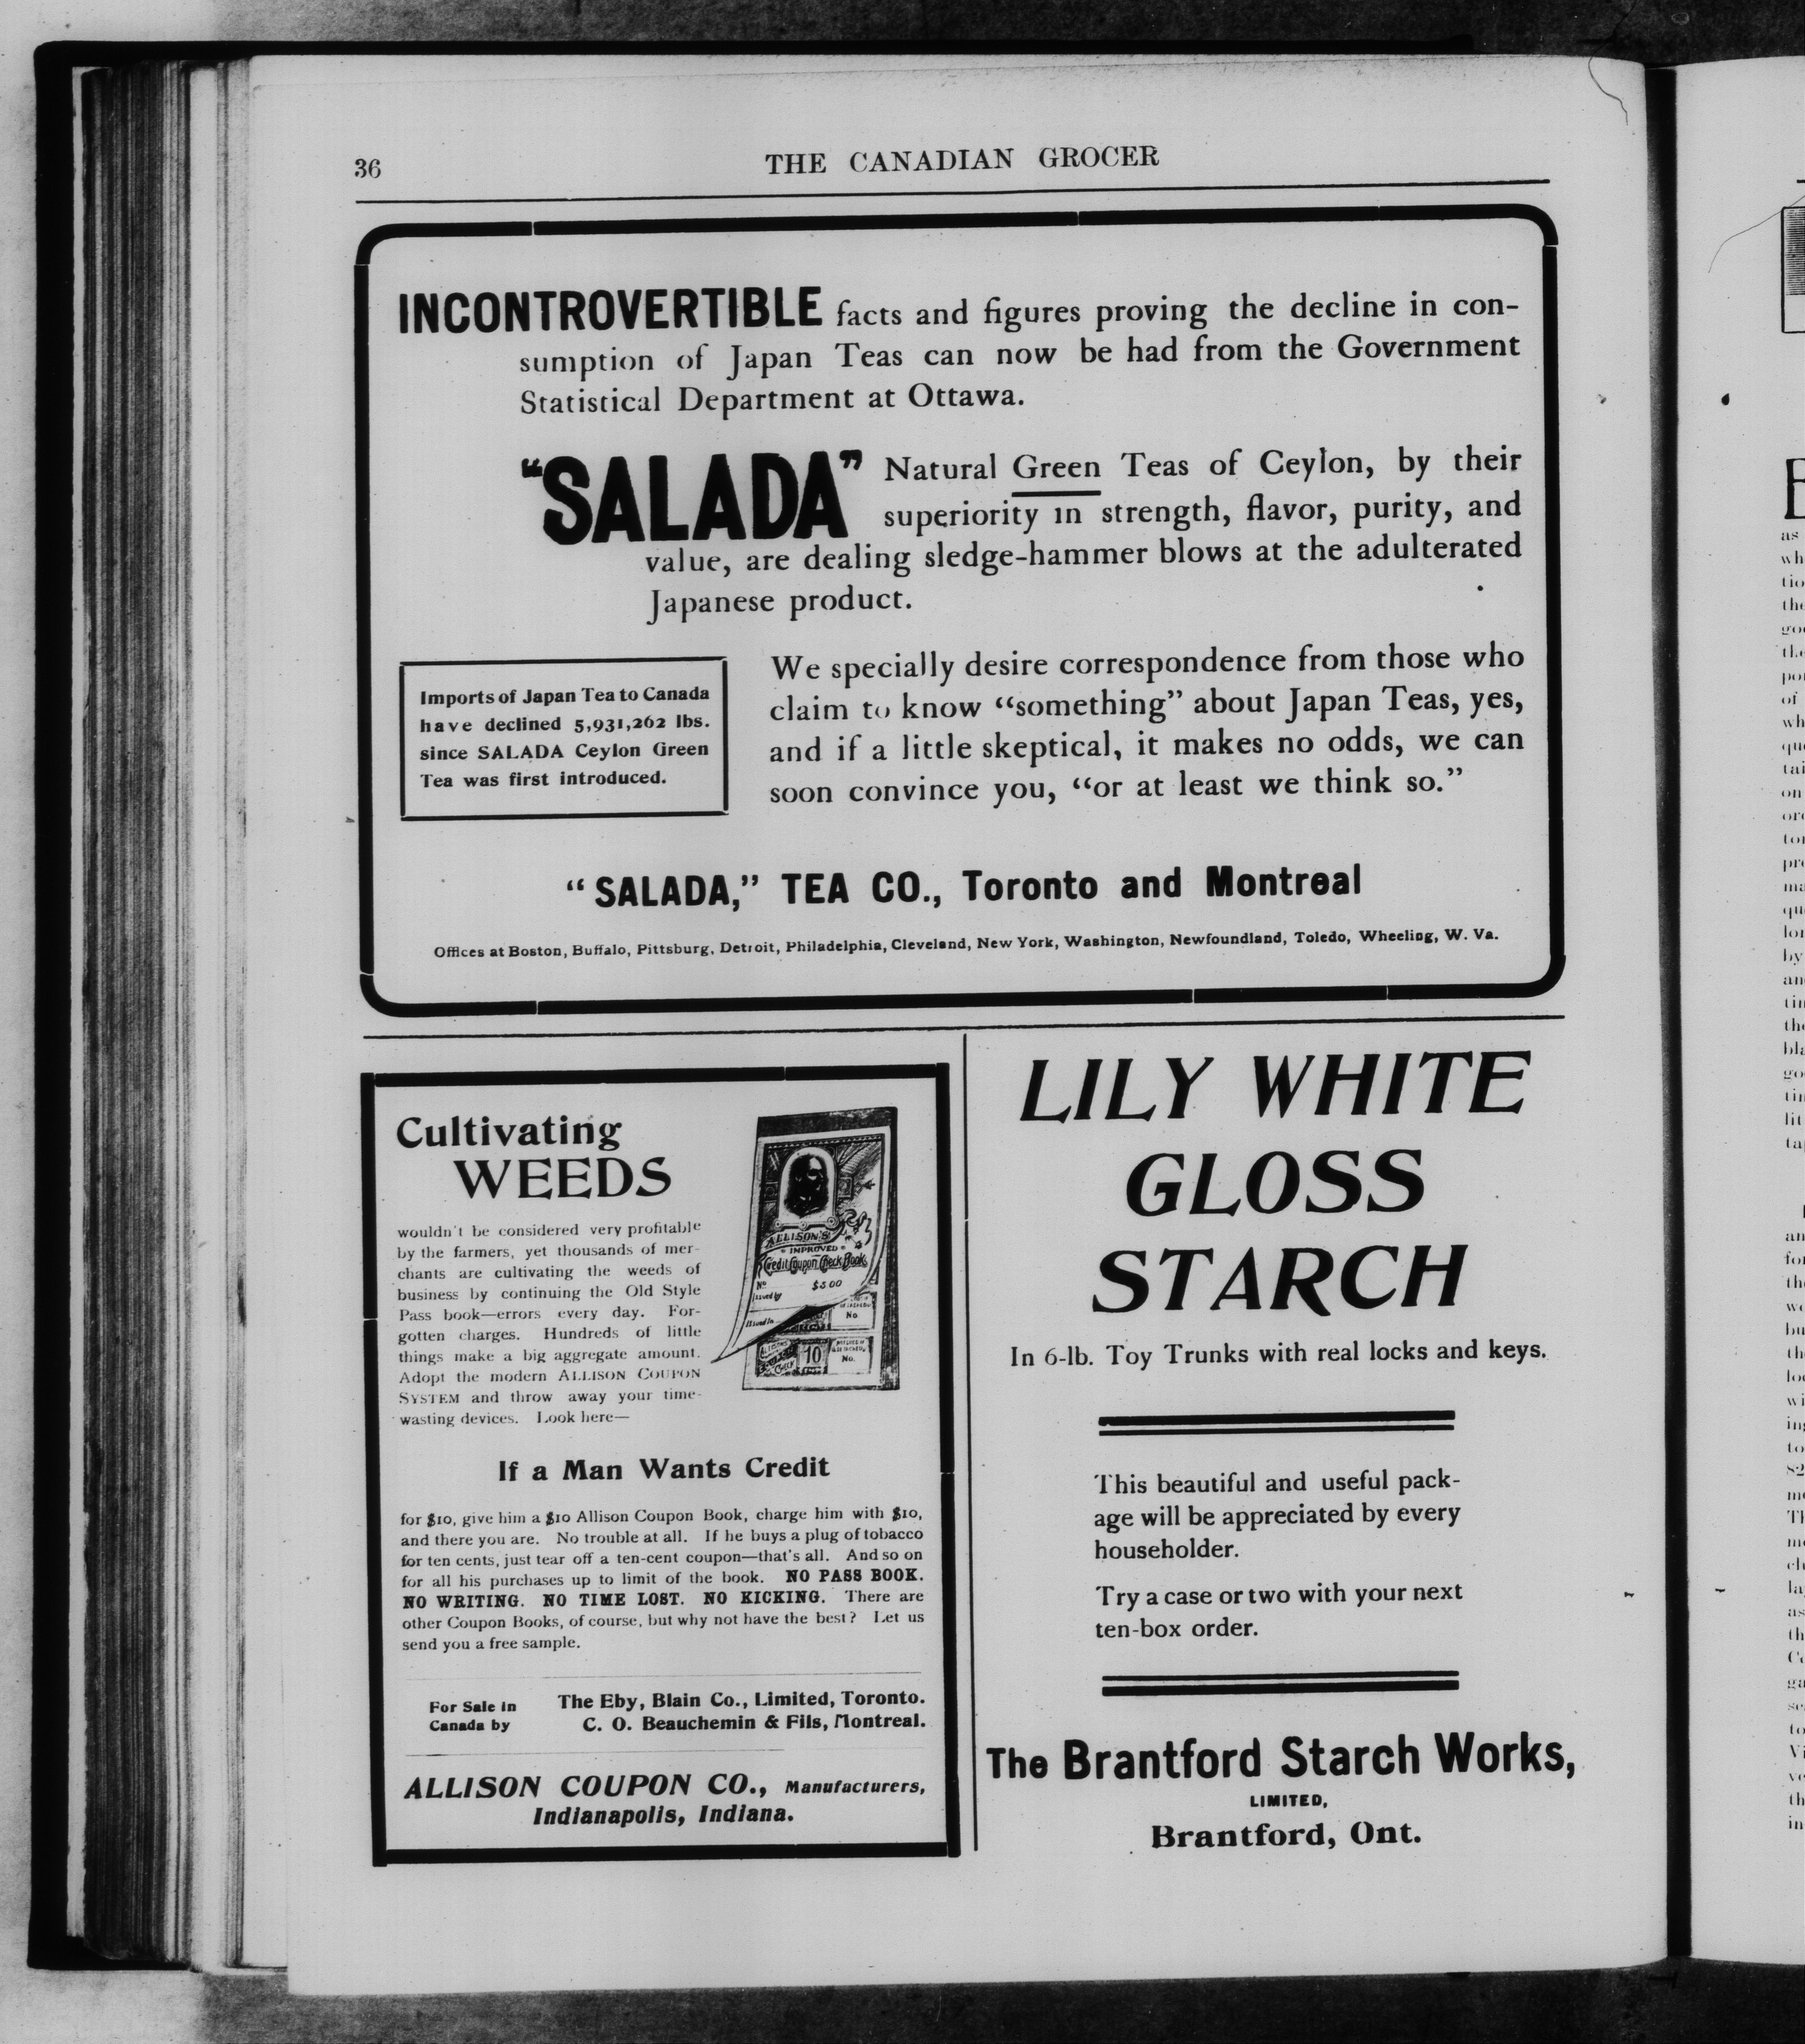 36
THE CANADIAN GROCER
INCONTROVERTIBLE facts and figures proving the decline in con-
sumption of Japan Teas can now be had from the Government
Statistical Department at Ottawa.
"SALADA" Natural Green Teas of Ceylon, by their
superiority in strength, flavor, purity, and
value, are dealing sledge-hammer blows at the adulterated
Japanese product.
Imports of Japan Tea to Canada
have declined 5,931,262 lbs.
since SALADA Ceylon Green
Tea was first introduced.
We specially desire correspondence from those who
claim to know "something" about Japan Teas, yes,
and if a little skeptical, it makes no odds, we can
soon convince you, "or at least we think so."
"SALADA," TEA CO., Toronto and Montreal
Offices at Boston, Buffalo, Pittsburg, Detroit, Philadelphia, Cleveland, New York, Washington, Newfoundland, Toledo, Wheeling, W. Va.
Cultivating
WEEDS
wouldn't be considered very profitable
by the farmers, yet thousands of mer-
chants are cultivating the weeds of
business by continuing the Old Style
Pass book—errors every day. For-
gotten charges. Hundreds of little
things make a big aggregate amount.
Adopt the modern ALLISON COUPON
SYSTEM and throw away your time-
wasting devices. Look here—
ALLISON'S
IMPROVED
Credit Coupon Check Book
No
$5.00
Issued by
Issued to
No.
10
No.
If a Man Wants Credit
for $10, give him a $10 Allison Coupon Book, charge him with $10,
and there you are. No trouble at all. If he buys a plug of tobacco
for ten cents, just tear off a ten-cent coupon—that's all. And so on
for all his purchases up to limit of the book. NO PASS BOOK.
NO WRITING. NO TIME LOST. NO KICKING. There are
other Coupon Books, of course, but why not have the best? Let us
send you a free sample.
For Sale in
Canada by
The Eby, Blain Co., Limited, Toronto.
C. O. Beauchemin & Fils, Montreal.
ALLISON COUPON CO., Manufacturers,
Indianapolis, Indiana.
LILY WHITE
GLOSS
STARCH
In 6-lb. Toy Trunks with real locks and keys.
This beautiful and useful pack-
age will be appreciated by every
householder.
Try a case or two with your next
ten-box order.
The Brantford Starch Works,
LIMITED,
Brantford, Ont.